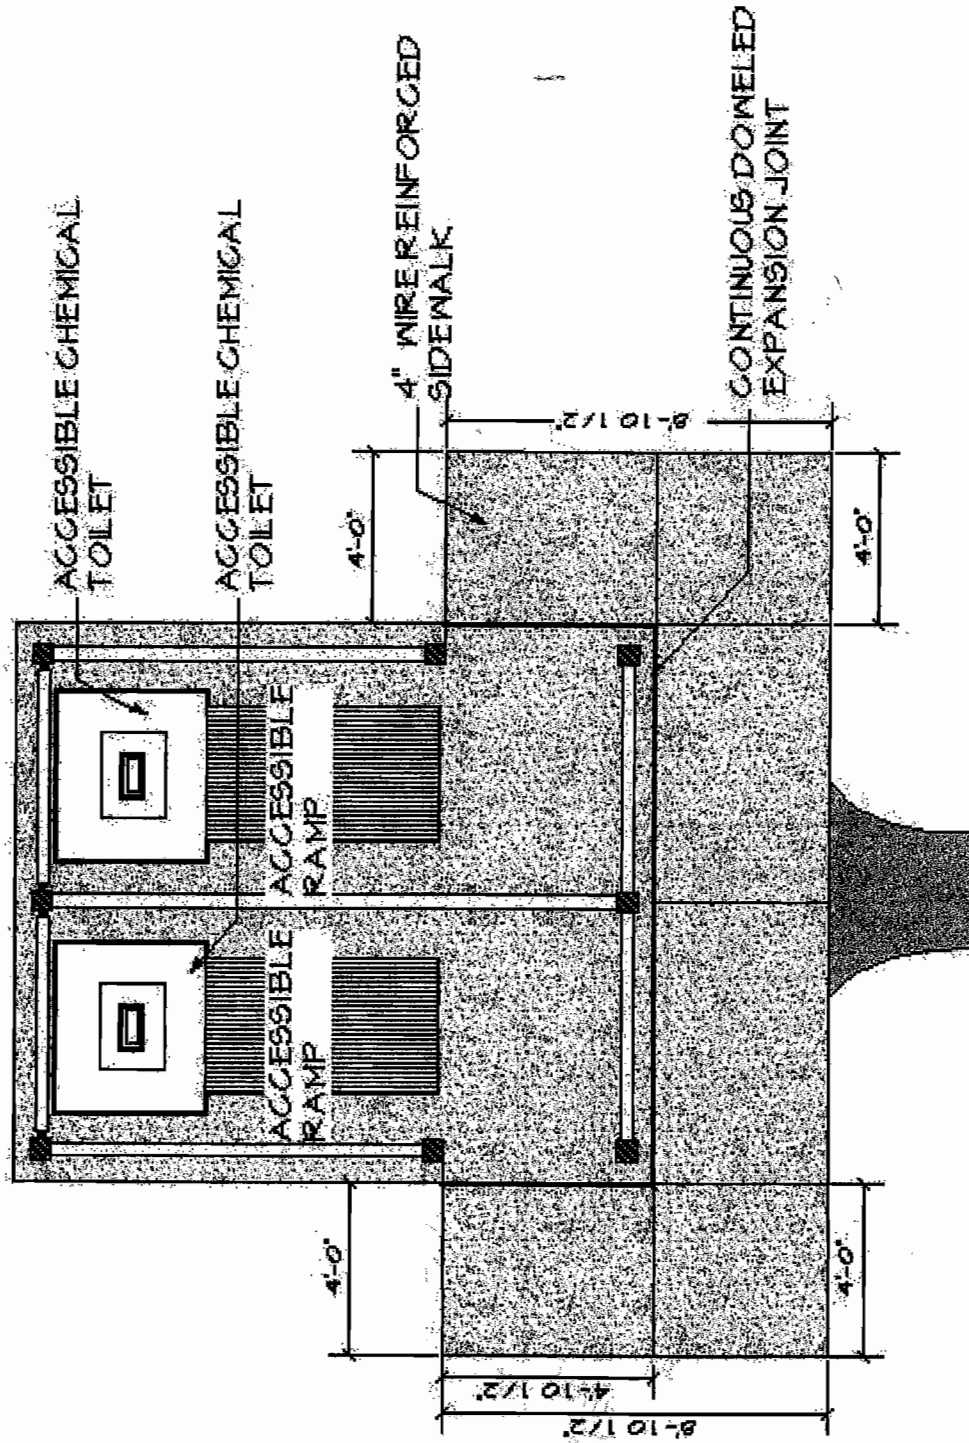 ACCESSIBLE CHEMICAL
TOILET
ACCESSIBLE CHEMICAL
TOILET
4" WIRE REINFORCED
SIDEWALK
CONTINUOUS DOWELED
EXPANSION JOINT
4'-0"
8'-10 1/2"
4'-0"
ACCESSIBLE
RAMP
ACCESSIBLE
RAMP
4'-0"
4'-0"
4'-10 1/2"
8'-10 1/2"